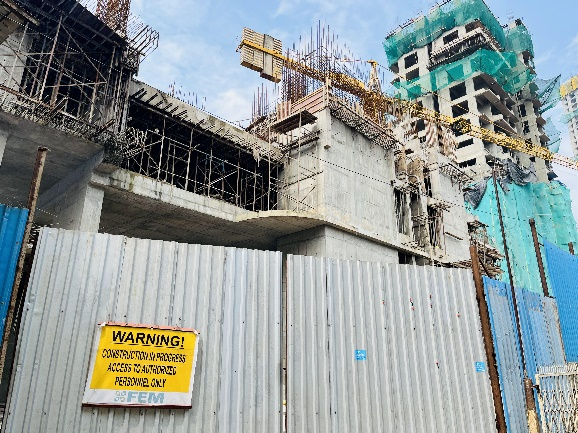 WARNING!
CONSTRUCTION IN PROGRESS
ACCESS TO AUTHORIZED
PERSONNEL ONLY
FEM